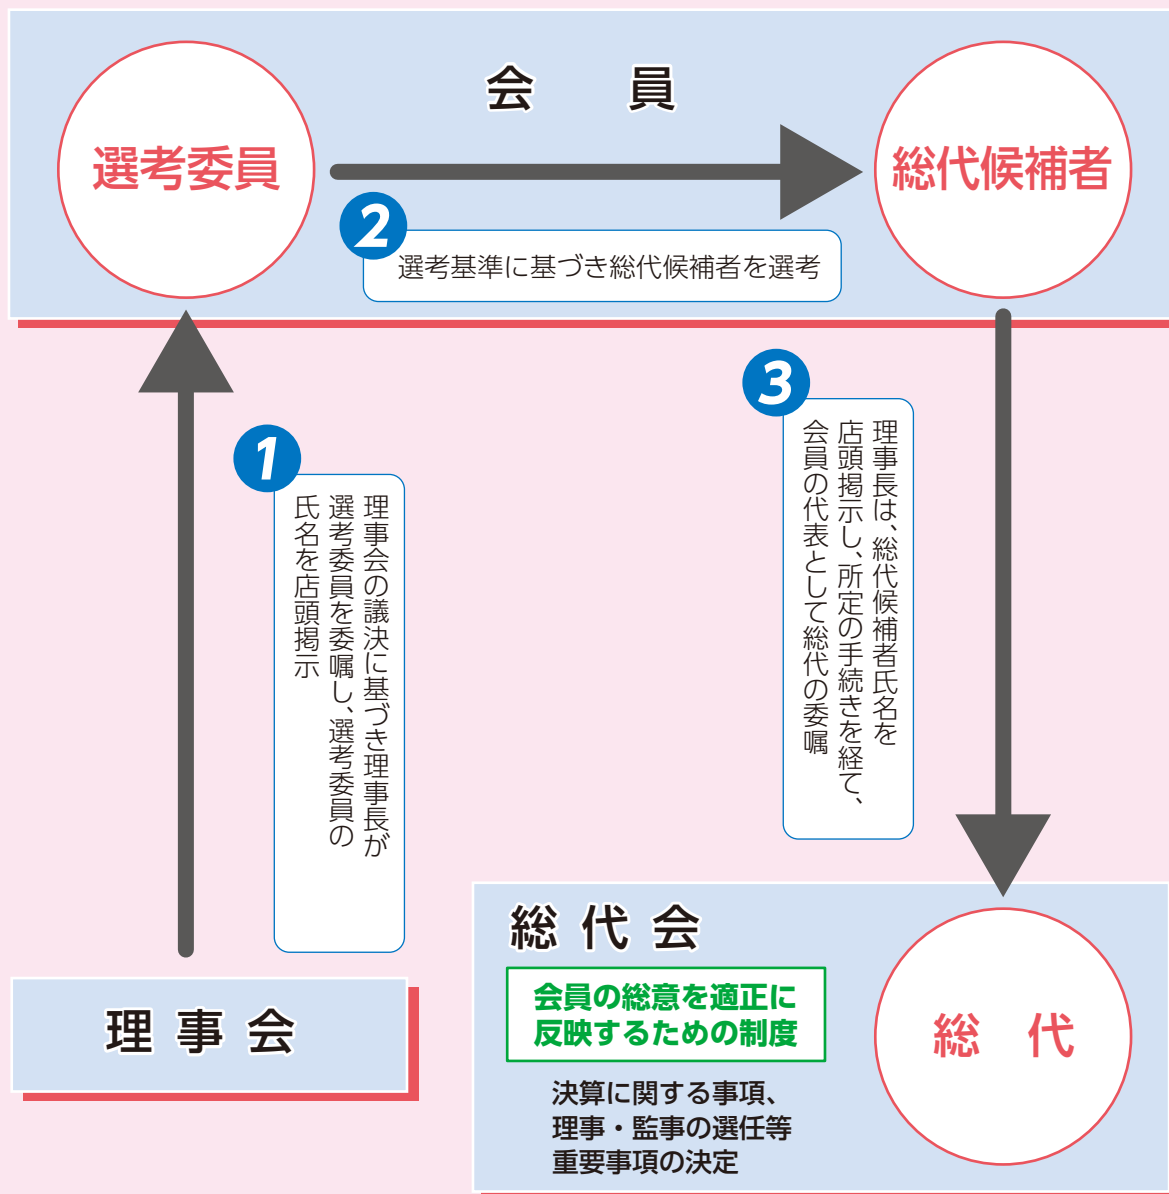 会員
選考委員
総代候補者
2
選考基準に基づき総代候補者を選考
1
理事会の議決に基づき理事長が
選考委員を委嘱し、選考委員の
氏名を店頭掲示
3
理事長は、総代候補者氏名を
店頭掲示し、所定の手続きを経て、
会員の代表として総代の委嘱
理事会
総代会
会員の総意を適正に
反映するための制度
決算に関する事項、
理事・監事の選任等
重要事項の決定
総代